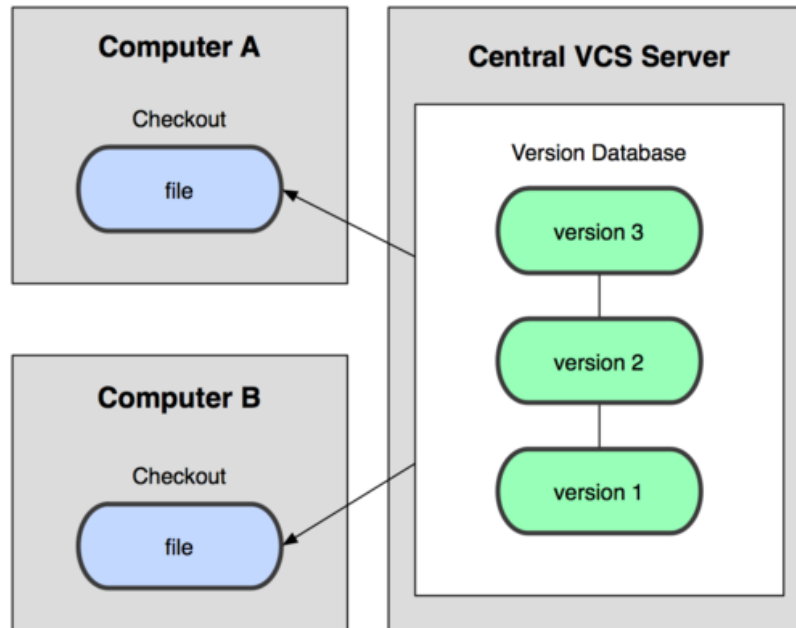 Computer A
Checkout
file
Computer B
Checkout
file
Central VCS Server
Version Database
version 3
version 2
version 1